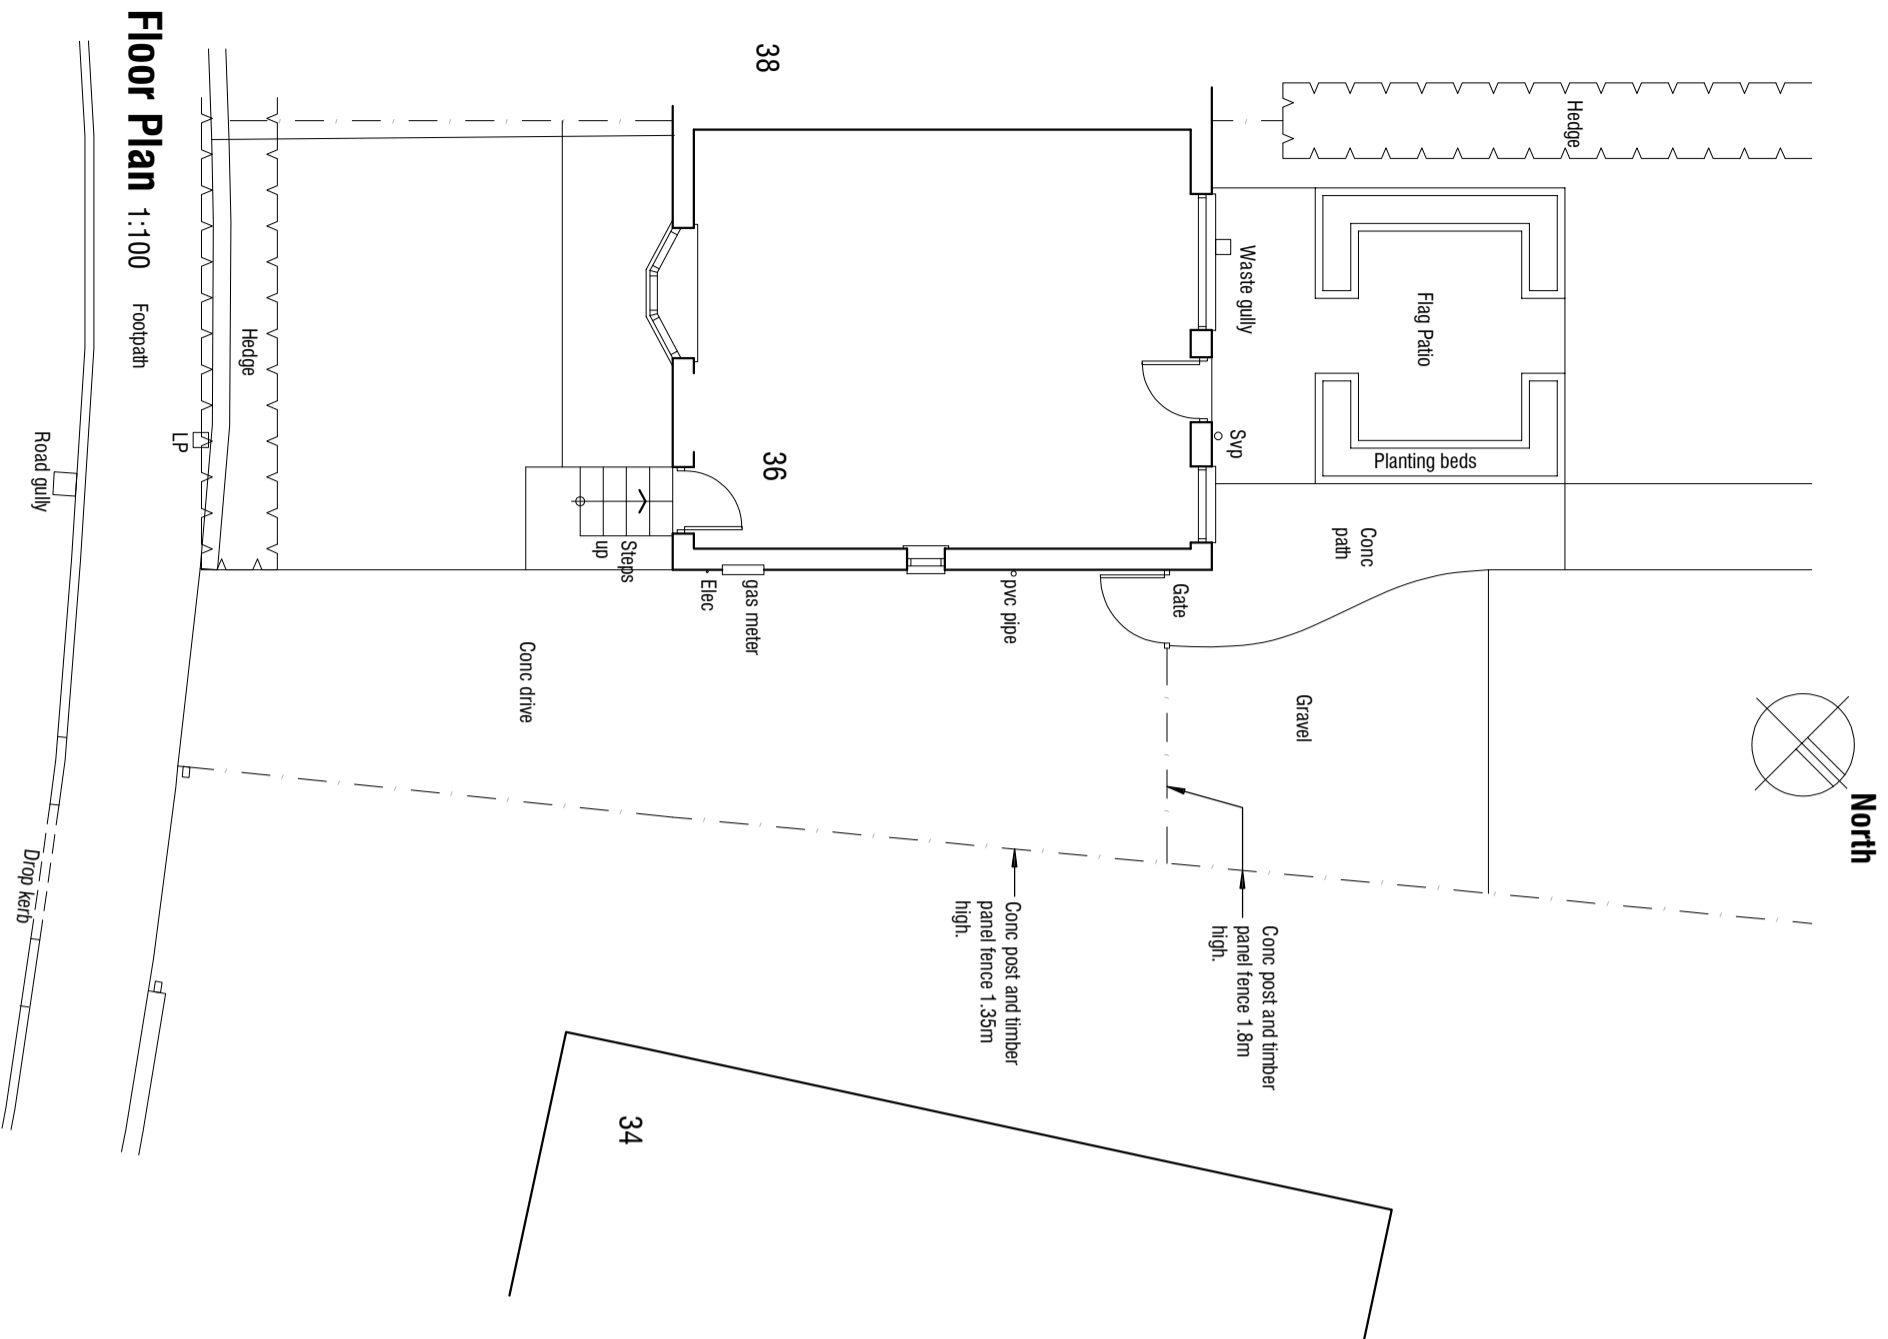 Floor Plan 1:100
Footpath
Road gully
LP
Hedge
Drop kerb
38
36
34
Steps
up
Elec
gas meter
pvc pipe
Gate
Conc drive
Waste gully
Svp
Flag Patio
Planting beds
Hedge
Conc
path
Gravel
Conc post and timber
panel fence 1.35m
high.
Conc post and timber
panel fence 1.8m
high.
North